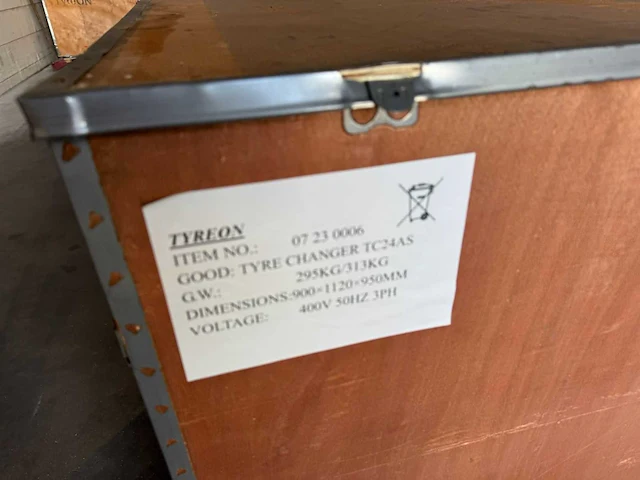 TYREON
ITEM NO.: 07 23 0006
GOOD: TYRE CHANGER TC24AS
G.W.: 295KG/313KG
DIMENSIONS:900×1120×950MM
VOLTAGE: 400V 50HZ 3PH